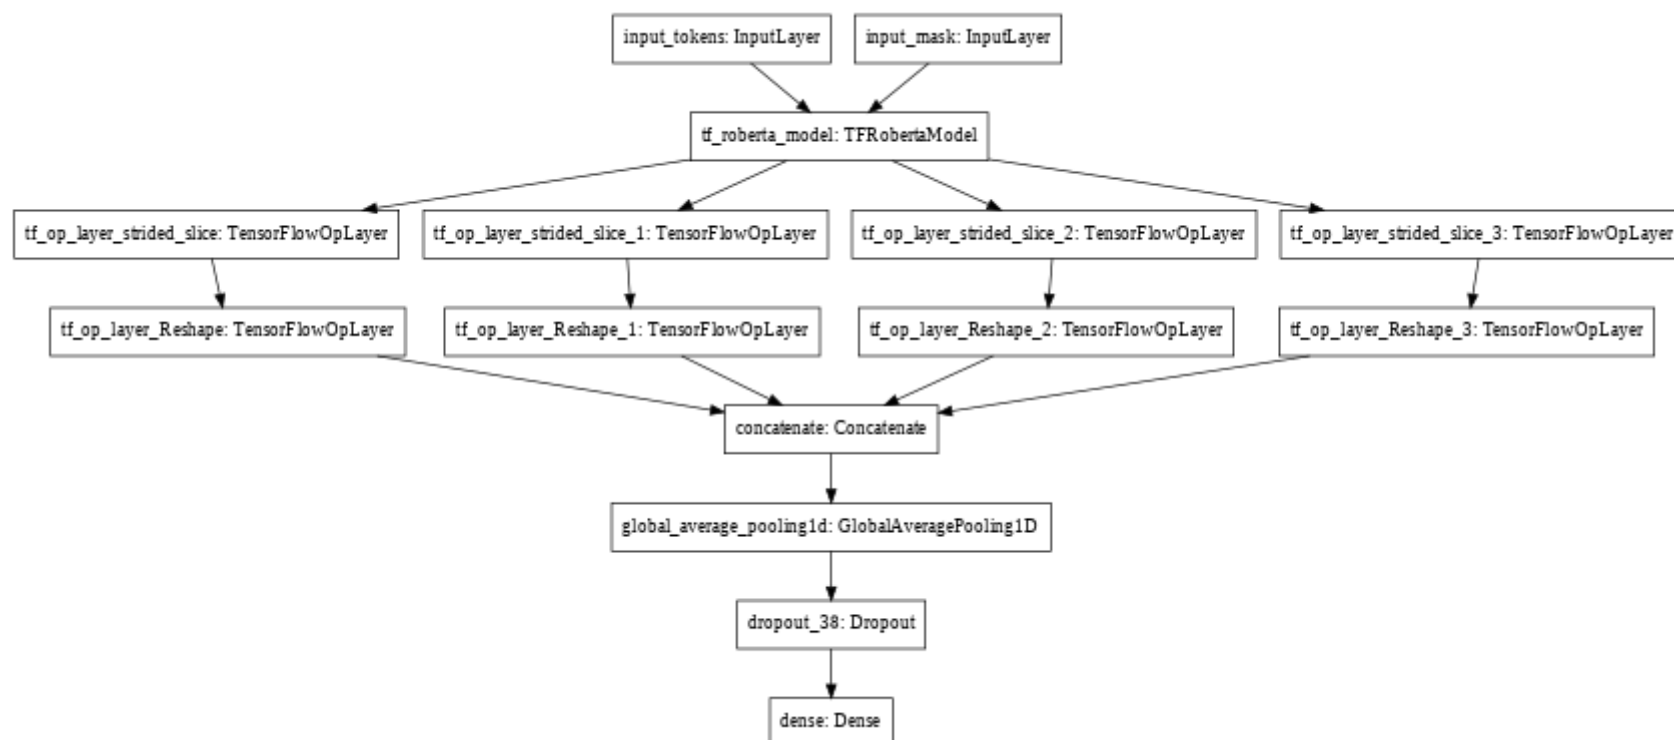 input_tokens: InputLayer
input_mask: InputLayer
tf_roberta_model: TFRobertaModel
tf_op_layer_strided_slice: TensorFlowOpLayer
tf_op_layer_strided_slice_1: TensorFlowOpLayer
tf_op_layer_strided_slice_2: TensorFlowOpLayer
tf_op_layer_strided_slice_3: TensorFlowOpLayer
tf_op_layer_Reshape: TensorFlowOpLayer
tf_op_layer_Reshape_1: TensorFlowOpLayer
tf_op_layer_Reshape_2: TensorFlowOpLayer
tf_op_layer_Reshape_3: TensorFlowOpLayer
concatenate: Concatenate
global_average_pooling1d: GlobalAveragePooling1D
dropout_38: Dropout
dense: Dense